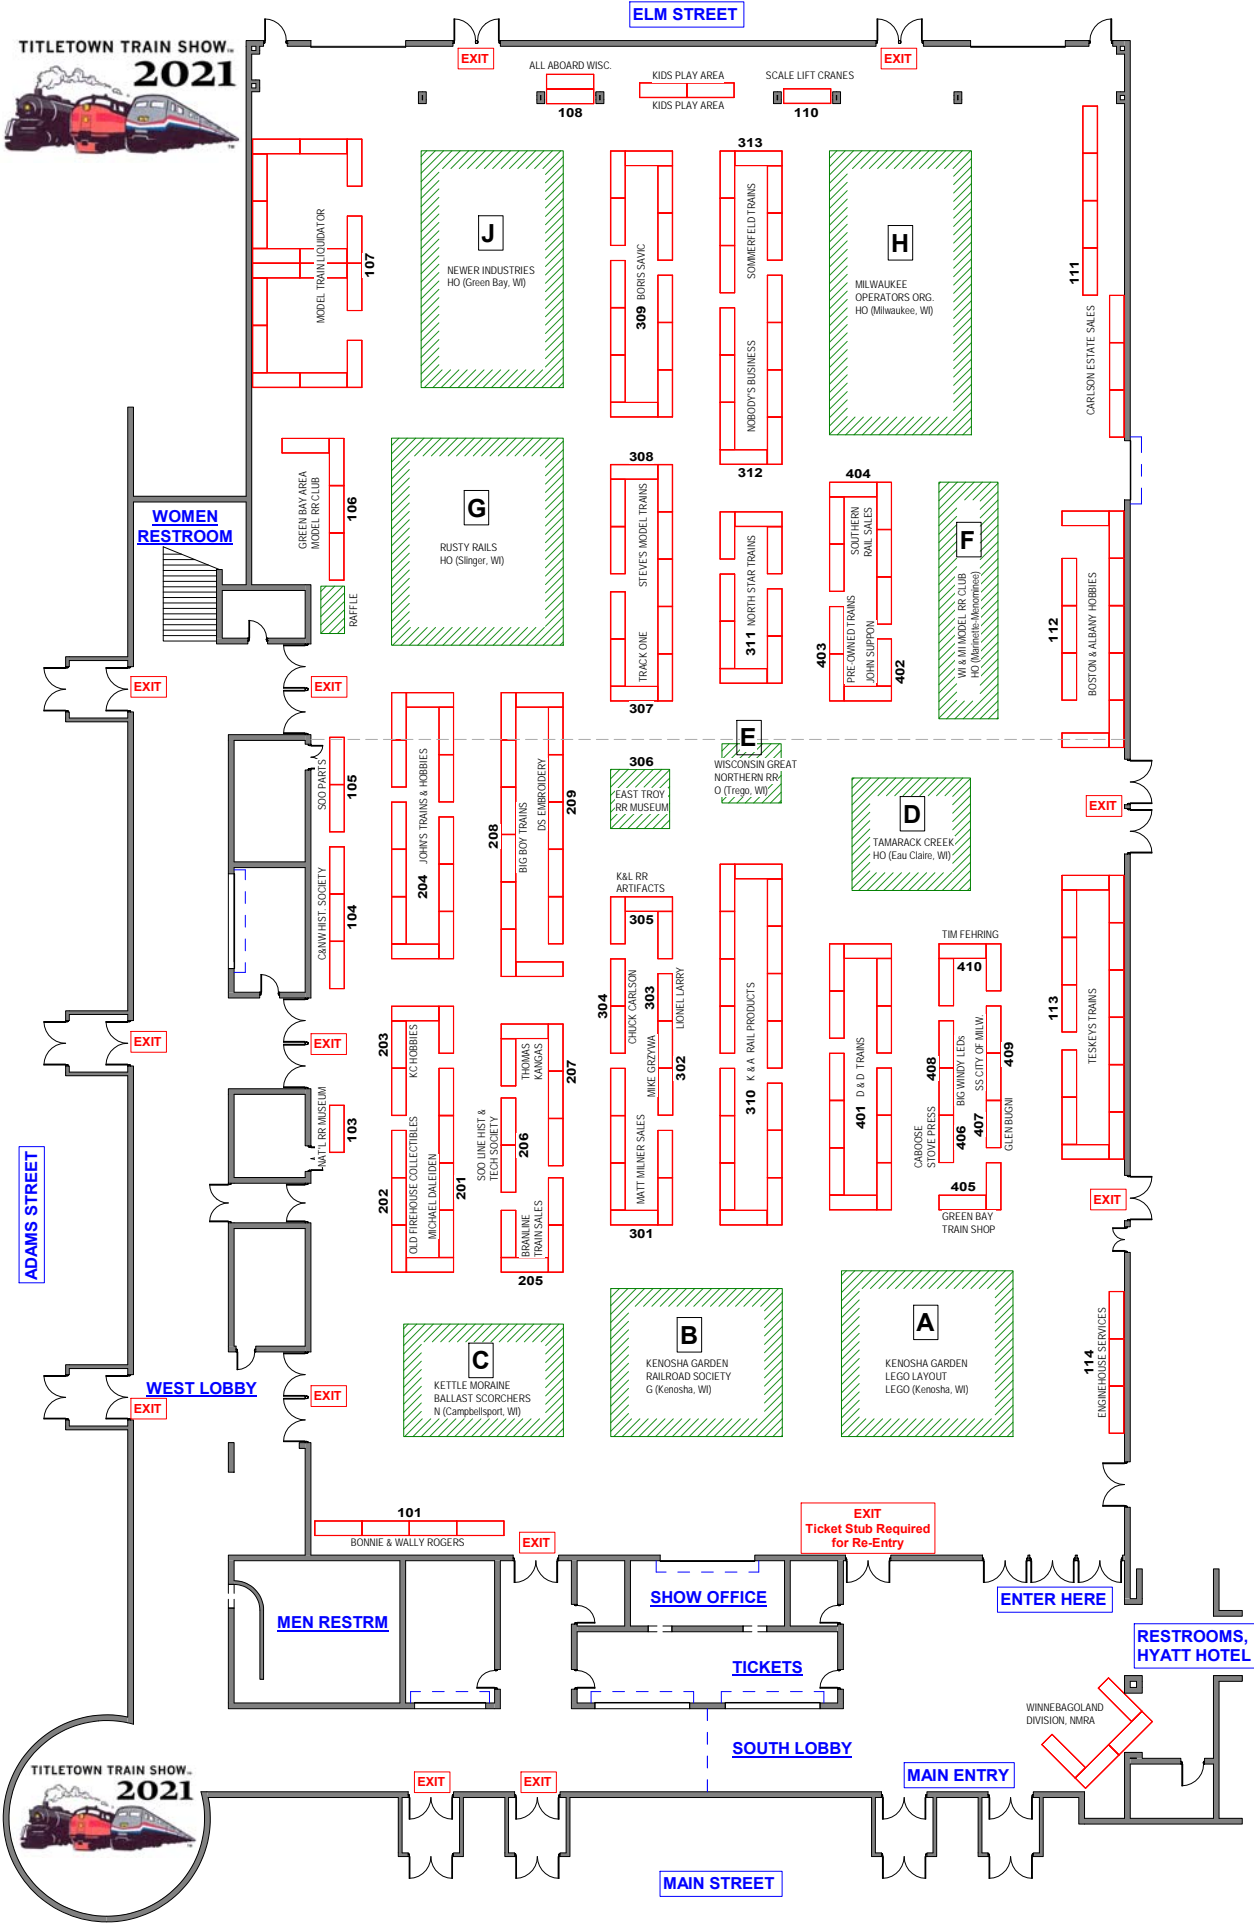 ELM STREET
TITLETOWN TRAIN SHOW
2021
EXIT
EXIT
ALL ABOARD WISC.
108
KIDS PLAY AREA
KIDS PLAY AREA
SCALE LIFT CRANES
110
MODEL TRAIN LIQUIDATOR
107
J
NEWER INDUSTRIES
HO (Green Bay, WI)
309 BORIS SAVIC
313
SOMMERFELD TRAINS
NOBODY'S BUSINESS
312
H
MILWAUKEE
OPERATORS ORG.
HO (Milwaukee, WI)
111
CARLSON ESTATE SALES
GREEN BAY AREA
MODEL RR CLUB
106
RAFFLE
WOMEN
RESTROOM
G
RUSTY RAILS
HO (Slinger, WI)
308
STEVE'S MODEL TRAINS
TRACK ONE
307
311 NORTH STAR TRAINS
404
SOUTHERN
RAIL SALES
403
PRE-OWNED TRAINS
JOHN SUPPON
402
F
WI & MI MODEL RR CLUB
HO (Marinette-Menominee)
112
BOSTON & ALBANY HOBBIES
EXIT
EXIT
SOO PARTS
105
204 JOHN'S TRAINS & HOBBIES
208
BIG BOY TRAINS
DS EMBROIDERY
209
306
EAST TROY
RR MUSEUM
E
WISCONSIN GREAT
NORTHERN RR
O (Trego, WI)
D
TAMARACK CREEK
HO (Eau Claire, WI)
EXIT
C&NW HIST. SOCIETY
104
K&L RR
ARTIFACTS
305
304
CHUCK CARLSON
303
LIONEL LARRY
MIKE GRZYWA
302
MATT MILNER SALES
301
310 K & A RAIL PRODUCTS
401 D & D TRAINS
TIM FEHRING
410
408
BIG WINDY LEDs
SS CITY OF MILW.
409
CABOOSE
STOVE PRESS
406
407
GLEN BUGNI
405
GREEN BAY
TRAIN SHOP
113
TESKEYS TRAINS
EXIT
EXIT
EXIT
203
KC HOBBIES
202
OLD FIREHOUSE COLLECTIBLES
MICHAEL DALEIDEN
201
THOMAS
KANGAS
207
SOO LINE HIST &
TECH SOCIETY
206
BRANLINE
TRAIN SALES
205
NAT'L RR MUSEUM
103
ADAMS STREET
WEST LOBBY
EXIT
EXIT
C
KETTLE MORAINE
BALLAST SCORCHERS
N (Campbellsport, WI)
B
KENOSHA GARDEN
RAILROAD SOCIETY
G (Kenosha, WI)
A
KENOSHA GARDEN
LEGO LAYOUT
LEGO (Kenosha, WI)
114
ENGINEHOUSE SERVICES
101
BONNIE & WALLY ROGERS
EXIT
EXIT
Ticket Stub Required
for Re-Entry
MEN RESTRM
SHOW OFFICE
TICKETS
ENTER HERE
RESTROOMS,
HYATT HOTEL
WINNEBAGOLAND
DIVISION, NMRA
SOUTH LOBBY
MAIN ENTRY
EXIT
EXIT
TITLETOWN TRAIN SHOW
2021
MAIN STREET